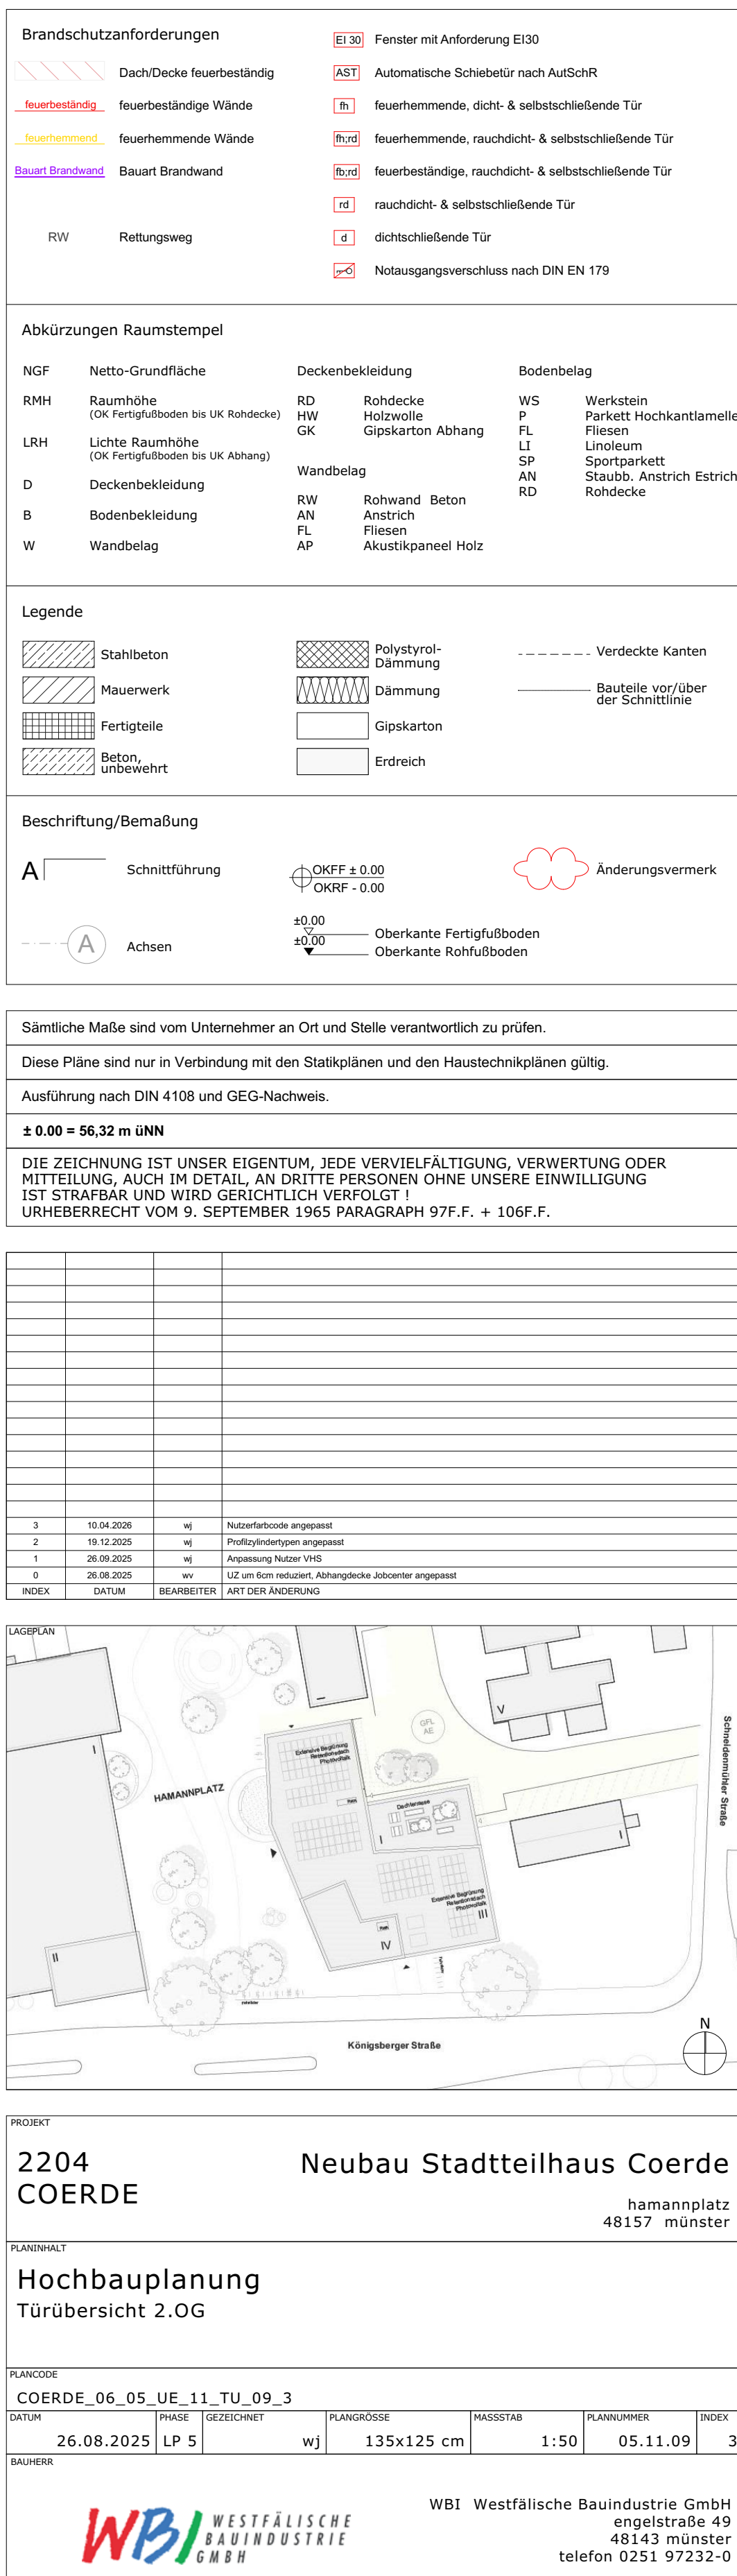 Brandschutzanforderungen
Dach/Decke feuerbeständig
feuerbeständig feuerbeständige Wände
feuerhemmend feuerhemmende Wände
Bauart Brandwand Bauart Brandwand
RW Rettungsweg
EI 30 Fenster mit Anforderung EI30
AST Automatische Schiebetür nach AutSchR
fh feuerhemmende, dicht- & selbstschließende Tür
fh;rd feuerhemmende, rauchdicht- & selbstschließende Tür
fb;rd feuerbeständige, rauchdicht- & selbstschließende Tür
rd rauchdicht- & selbstschließende Tür
d dichtschließende Tür
Notausgangsverschluss nach DIN EN 179
Abkürzungen Raumstempel
NGF Netto-Grundfläche
RMH Raumhöhe
(OK Fertigfußboden bis UK Rohdecke)
LRH Lichte Raumhöhe
(OK Fertigfußboden bis UK Abhang)
D Deckenbekleidung
B Bodenbekleidung
W Wandbelag
Deckenbekleidung
RD Rohdecke
HW Holzwolle
GK Gipskarton Abhang
Wandbelag
RW Rohwand Beton
AN Anstrich
FL Fliesen
AP Akustikpaneel Holz
Bodenbelag
WS Werkstein
P Parkett Hochkantlamelle
FL Fliesen
LI Linoleum
SP Sportparkett
AN Staubb. Anstrich Estrich
RD Rohdecke
Legende
Stahlbeton
Mauerwerk
Fertigteile
Beton,
unbewehrt
Polystyrol-
Dämmung
Dämmung
Gipskarton
Erdreich
Verdeckte Kanten
Bauteile vor/über
der Schnittlinie
Beschriftung/Bemaßung
A Schnittführung
A Achsen
OKFF ± 0.00
OKRF - 0.00
±0.00
±0.00
Oberkante Fertigfußboden
Oberkante Rohfußboden
Änderungsvermerk
Sämtliche Maße sind vom Unternehmer an Ort und Stelle verantwortlich zu prüfen.
Diese Pläne sind nur in Verbindung mit den Statikplänen und den Haustechnikplänen gültig.
Ausführung nach DIN 4108 und GEG-Nachweis.
± 0.00 = 56,32 m üNN
DIE ZEICHNUNG IST UNSER EIGENTUM, JEDE VERVIELFÄLTIGUNG, VERWERTUNG ODER
MITTEILUNG, AUCH IM DETAIL, AN DRITTE PERSONEN OHNE UNSERE EINWILLIGUNG
IST STRAFBAR UND WIRD GERICHTLICH VERFOLGT !
URHEBERRECHT VOM 9. SEPTEMBER 1965 PARAGRAPH 97F.F. + 106F.F.
3 10.04.2026 wj Nutzerfarbcode angepasst
2 19.12.2025 wj Profilzylindertypen angepasst
1 26.09.2025 wj Anpassung Nutzer VHS
0 26.08.2025 wv UZ um 6cm reduziert, Abhangdecke Jobcenter angepasst
INDEX DATUM BEARBEITER ART DER ÄNDERUNG
LAGEPLAN
I
I
V
GFL
AE
Extensive Begrünung
Retentionsdach
Photovoltaik
III
HAMANNPLATZ
Dachterrasse
I
I
Schneidemühler Straße
Extensive Begrünung
Retentionsdach
Photovoltaik
III
IV
II
Königsberger Straße
N
PROJEKT
2204
COERDE
Neubau Stadtteilhaus Coerde
hamannplatz
48157 münster
PLANINHALT
Hochbauplanung
Türübersicht 2.OG
PLANCODE
COERDE_06_05_UE_11_TU_09_3
DATUM PHASE GEZEICHNET PLANGRÖSSE MASSSTAB PLANNUMMER INDEX
26.08.2025 LP 5 wj 135x125 cm 1:50 05.11.09 3
BAUHERR
WBI WESTFÄLISCHE
BAUINDUSTRIE
GMBH
WBI Westfälische Bauindustrie GmbH
engelstraße 49
48143 münster
telefon 0251 97232-0